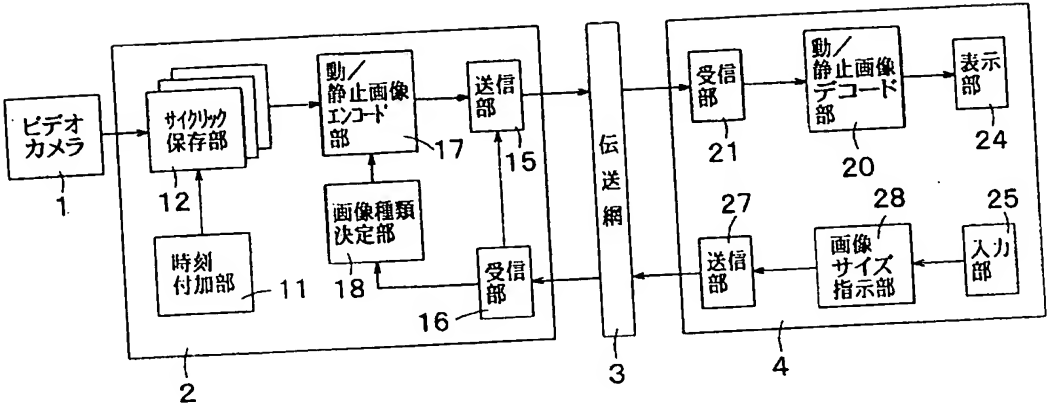 ビデオ
カメラ
1
サイクリック
保存部
12
時刻
付加部
11
動／
静止画像
エンコード
部
17
画像種類
決定部
18
送信
部
15
受信
部
16
2
伝送網
3
受信
部
21
動／
静止画像
デコード
部
20
表示
部
24
送信
部
27
画像
サイズ
指示部
28
入力
部
25
4